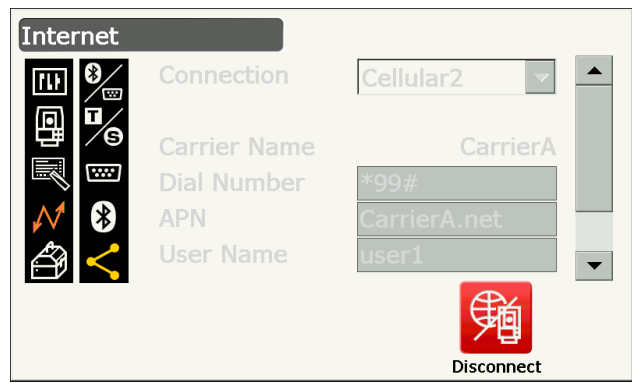 Internet
Connection Cellular2
T
S
Carrier Name CarrierA
Dial Number *99#
APN CarrierA.net
User Name user1
Disconnect